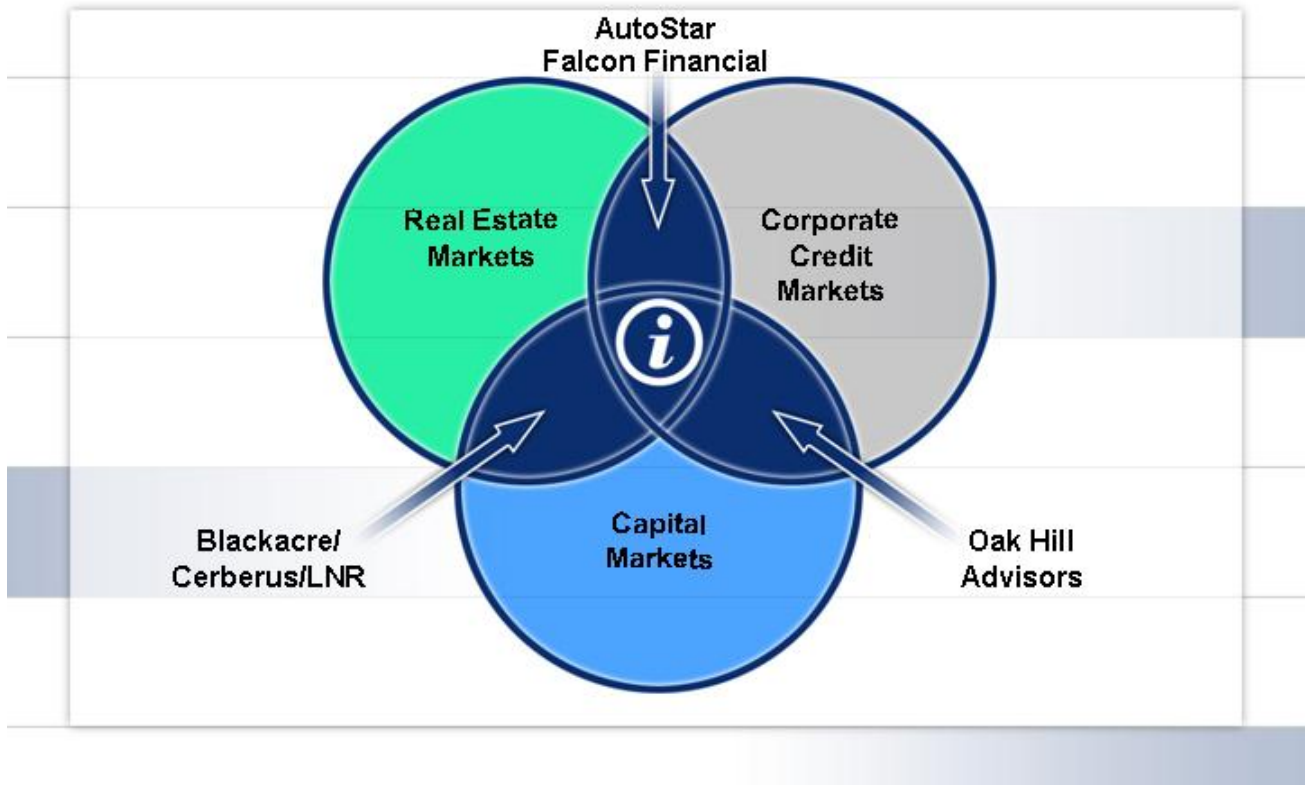 AutoStar
Falcon Financial
Real Estate
Markets
Corporate
Credit
Markets
i
Blackacre/
Cerberus/LNR
Capital
Markets
Oak Hill
Advisors